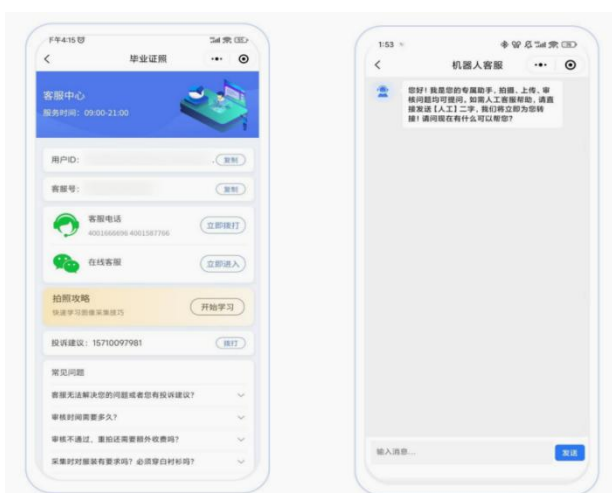 下午4:15
毕业证照
客服中心
服务时间：09:00-21:00
用户ID:
复制
客服号:
复制
客服电话
4001666696 4001587706
立即拨打
在线客服
立即进入
拍照攻略
快速学习图像采集技巧
开始学习
投诉建议：15710097981
拨打
常见问题
客服无法解决您的问题或者您有投诉建议?
审核时间需要多久?
审核不通过，重拍还需要额外收费吗?
采集时对服装有要求吗? 必须穿白衬衫吗?
1:53
机器人客服
您好! 我是您的专属助手，拍摄、上传、审
核问题均可提问，如需人工客服帮助，请直
接发送【人工】二字，我们将立即为您转
接! 请问现在有什么可以帮您?
输入消息...
发送